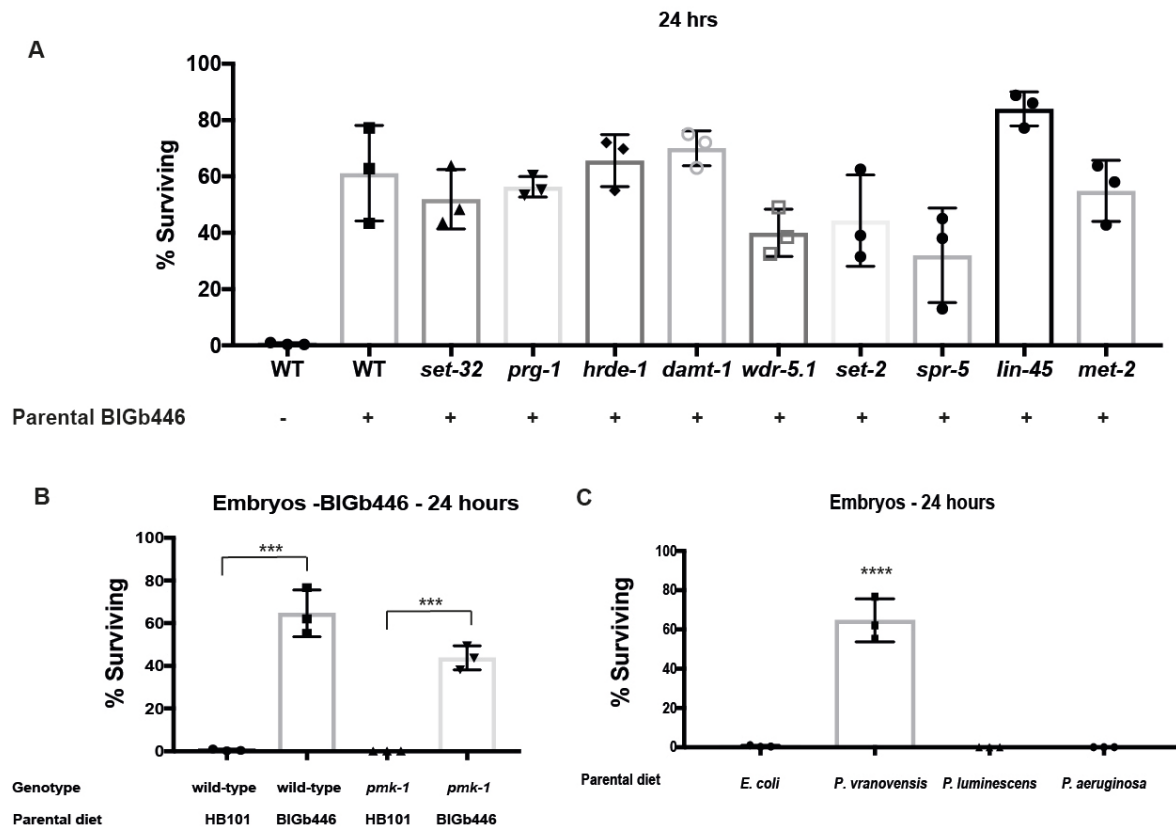 24 hrs
A
% Surviving
100
80
60
40
20
0
WT WT set-32 prg-1 hrde-1 damt-1 wdr-5.1 set-2 spr-5 lin-45 met-2
Parental BIGb446 - + + + + + + + + + +
B
Embryos -BIGb446 - 24 hours
% Surviving
100
80
60
40
20
0
***
***
Genotype wild-type wild-type pmk-1 pmk-1
Parental diet HB101 BIGb446 HB101 BIGb446
C
Embryos - 24 hours
% Surviving
100
80
60
40
20
0
****
Parental diet E. coli P. vranovensis P. luminescens P. aeruginosa